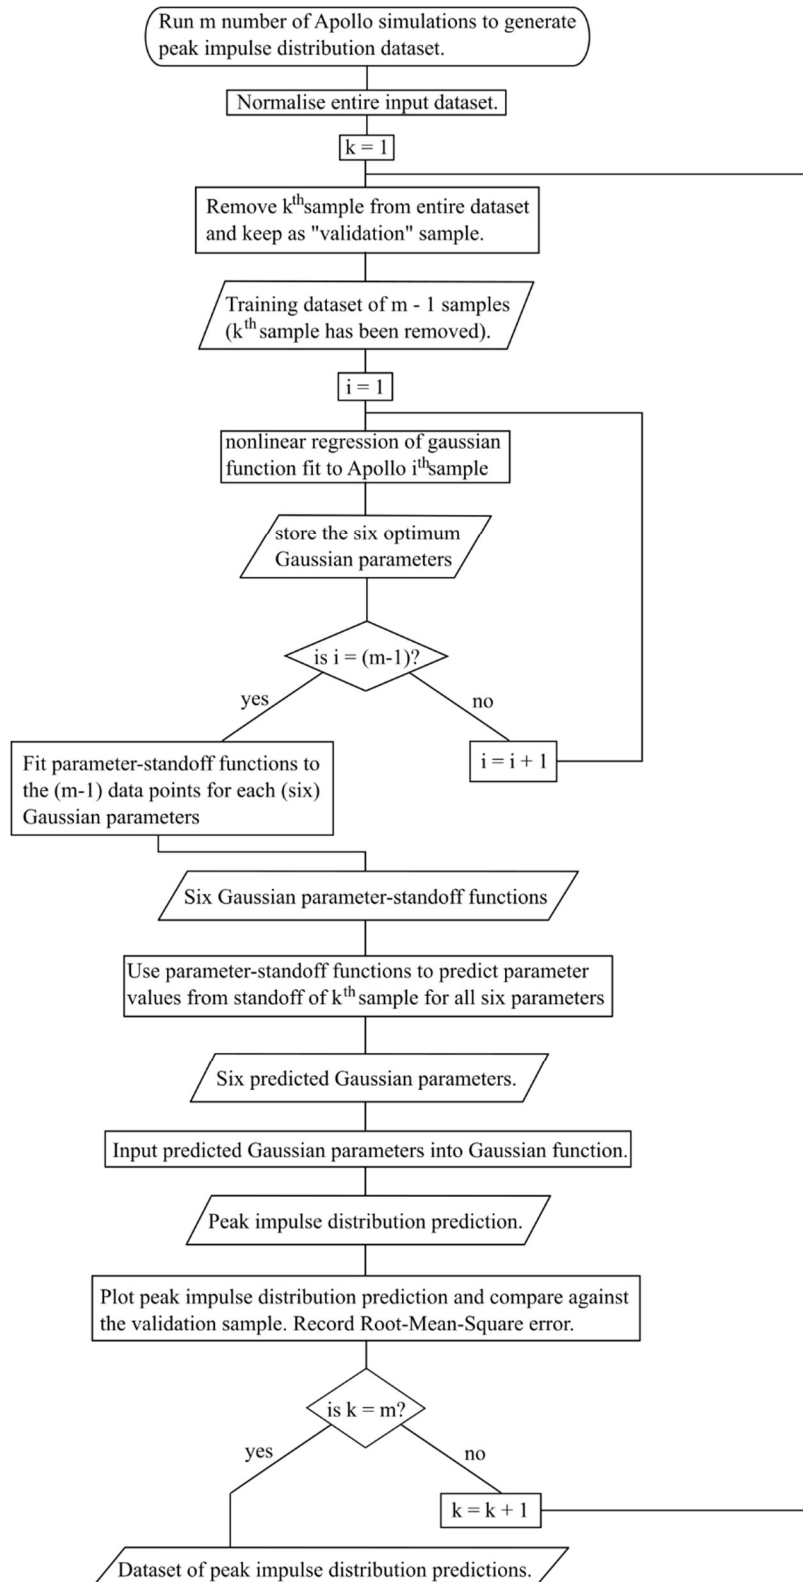 Run m number of Apollo simulations to generate
peak impulse distribution dataset.
Normalise entire input dataset.
k = 1
Remove kth sample from entire dataset
and keep as "validation" sample.
Training dataset of m - 1 samples
(kth sample has been removed).
i = 1
nonlinear regression of gaussian
function fit to Apollo ith sample
store the six optimum
Gaussian parameters
is i = (m-1)?
yes
no
Fit parameter-standoff functions to
the (m-1) data points for each (six)
Gaussian parameters
i = i + 1
Six Gaussian parameter-standoff functions
Use parameter-standoff functions to predict parameter
values from standoff of kth sample for all six parameters
Six predicted Gaussian parameters.
Input predicted Gaussian parameters into Gaussian function.
Peak impulse distribution prediction.
Plot peak impulse distribution prediction and compare against
the validation sample. Record Root-Mean-Square error.
is k = m?
yes
no
k = k + 1
Dataset of peak impulse distribution predictions.